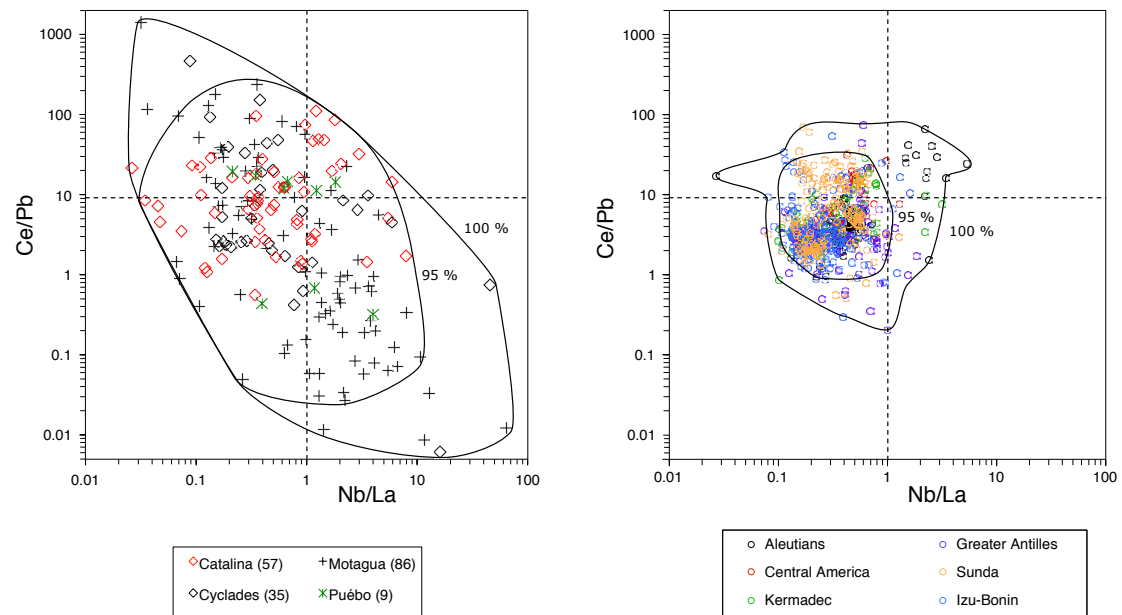 1000
100
10
1
0.1
0.01
Ce/Pb
100 %
95 %
0.01
0.1
1
10
100
Nb/La
Catalina (57)
Motagua (86)
Cyclades (35)
Puébo (9)
1000
100
10
1
0.1
0.01
Ce/Pb
95 %
100 %
0.01
0.1
1
10
100
Nb/La
Aleutians
Greater Antilles
Central America
Sunda
Kermadec
Izu-Bonin